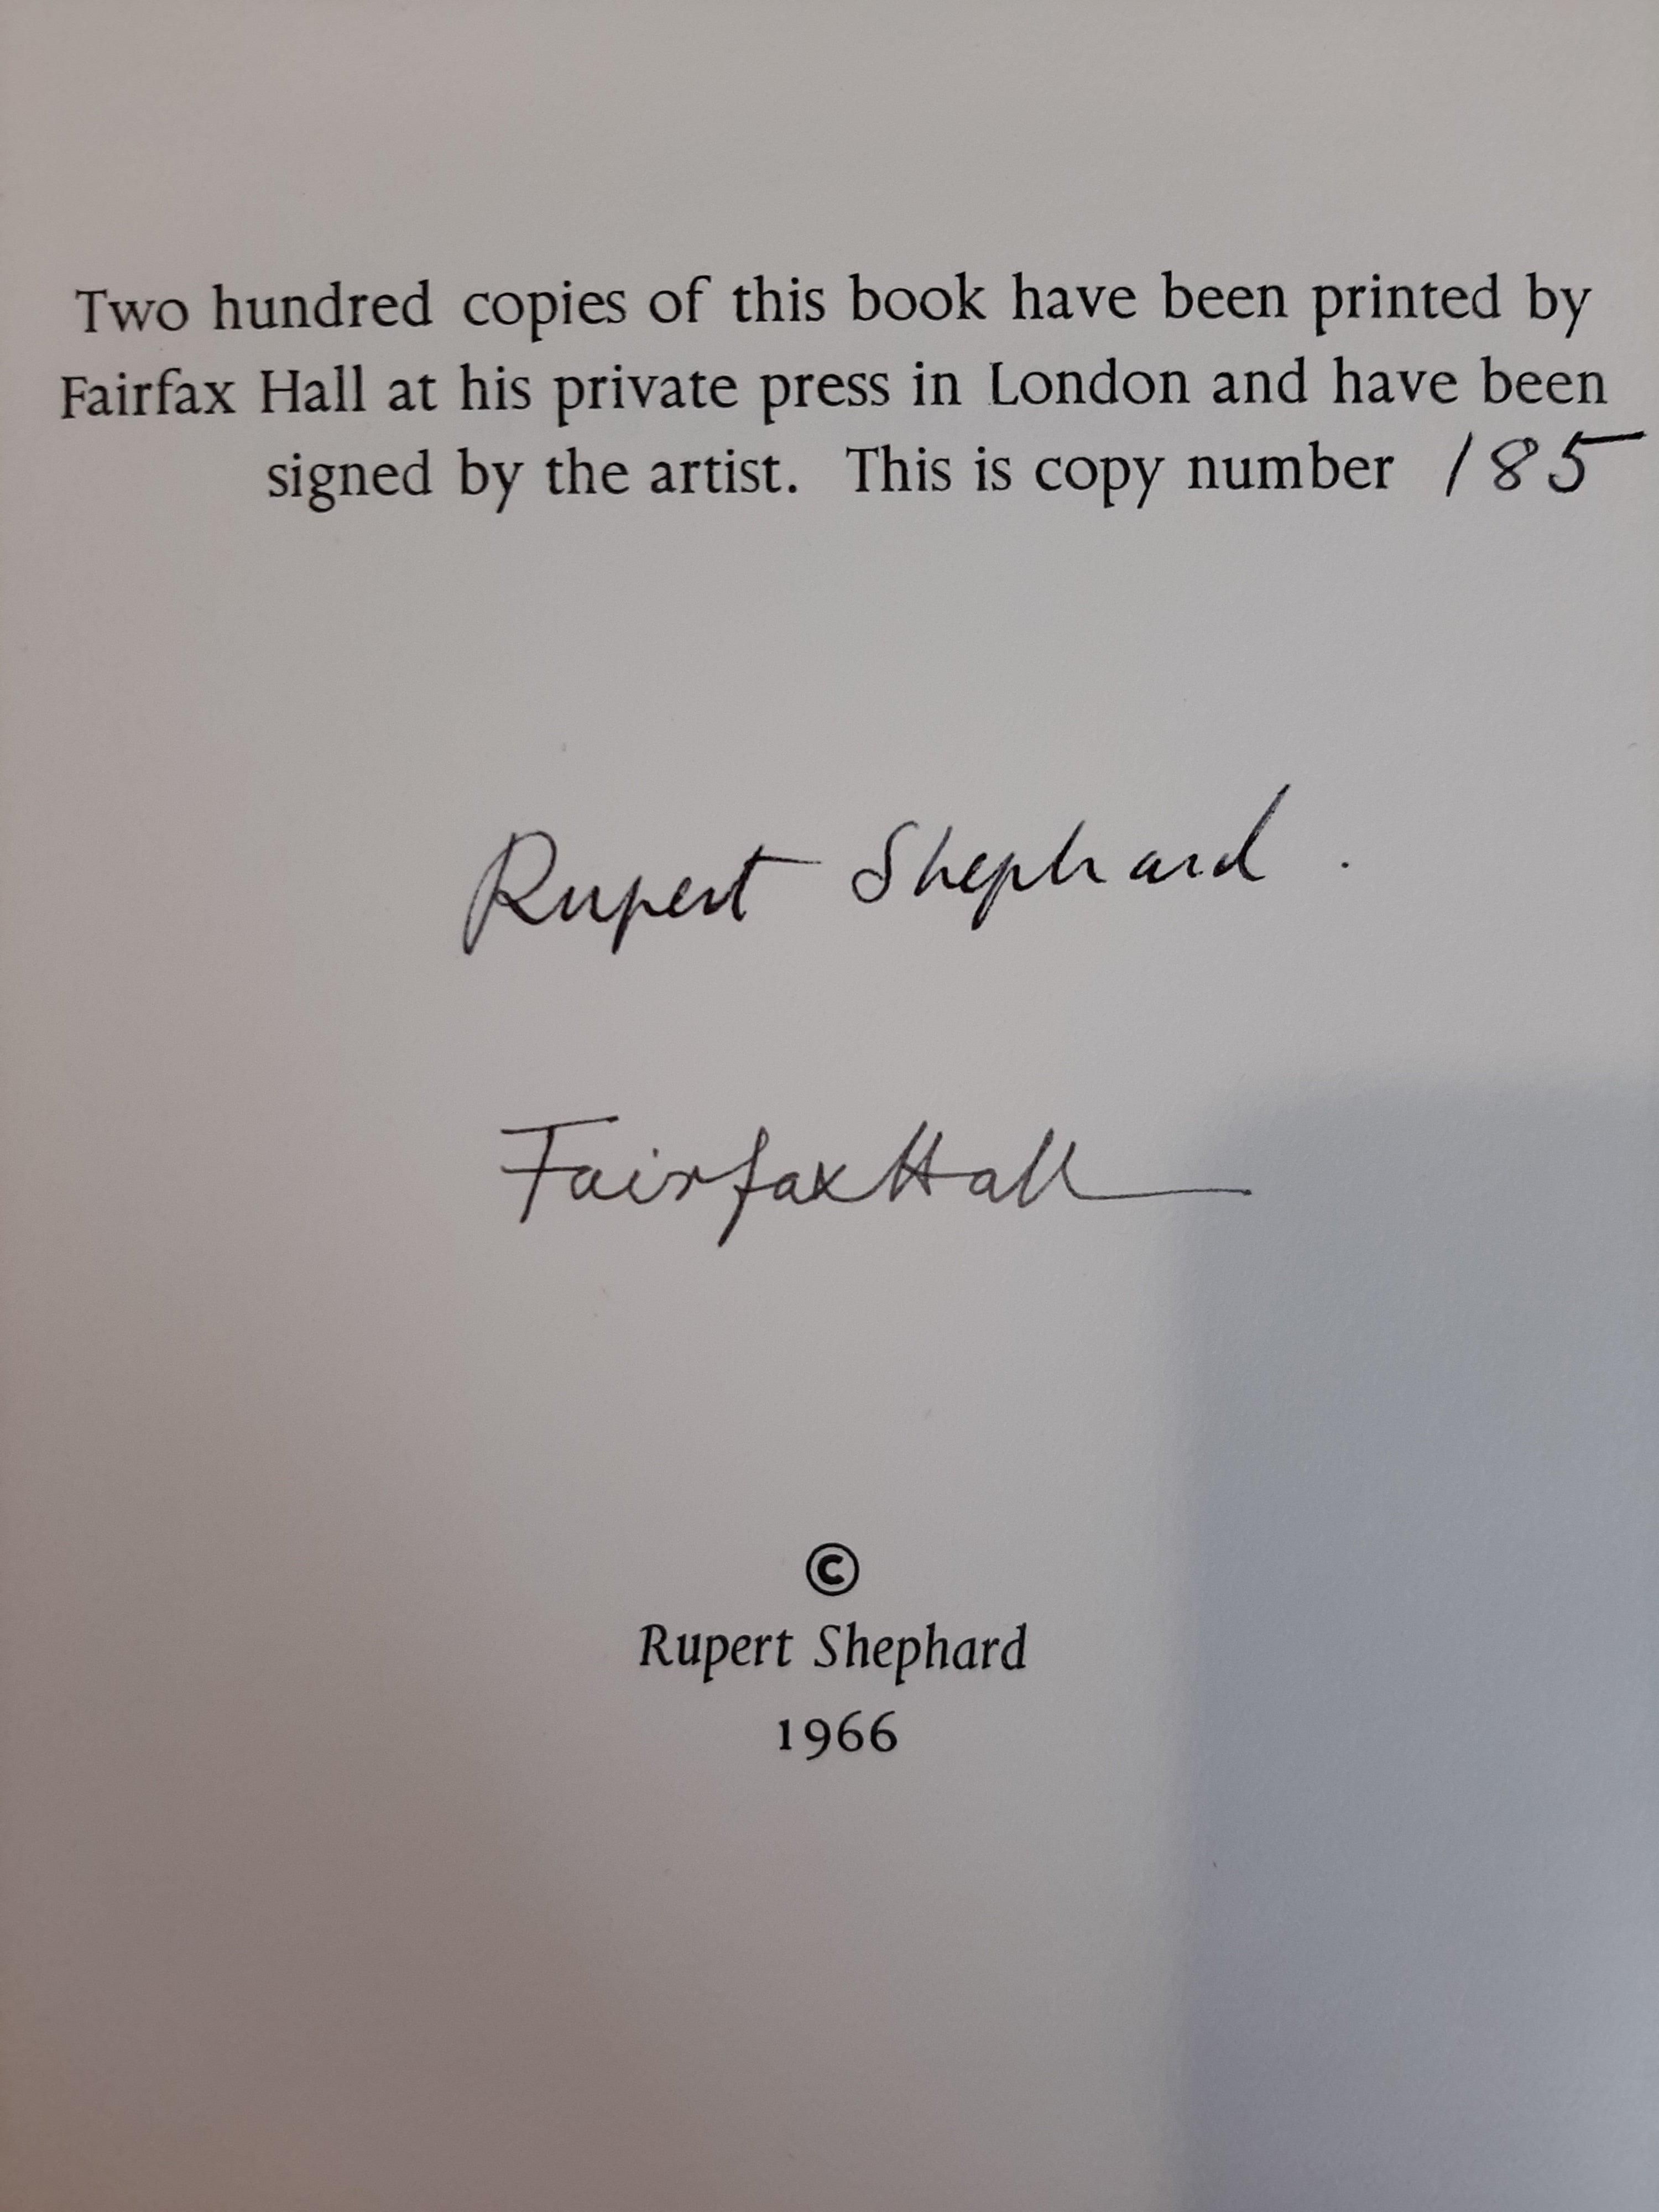 Two hundred copies of this book have been printed by
Fairfax Hall at his private press in London and have been
signed by the artist. This is copy number 185
Rupert Shephard.
Fairfax Hall
©
Rupert Shephard
1966